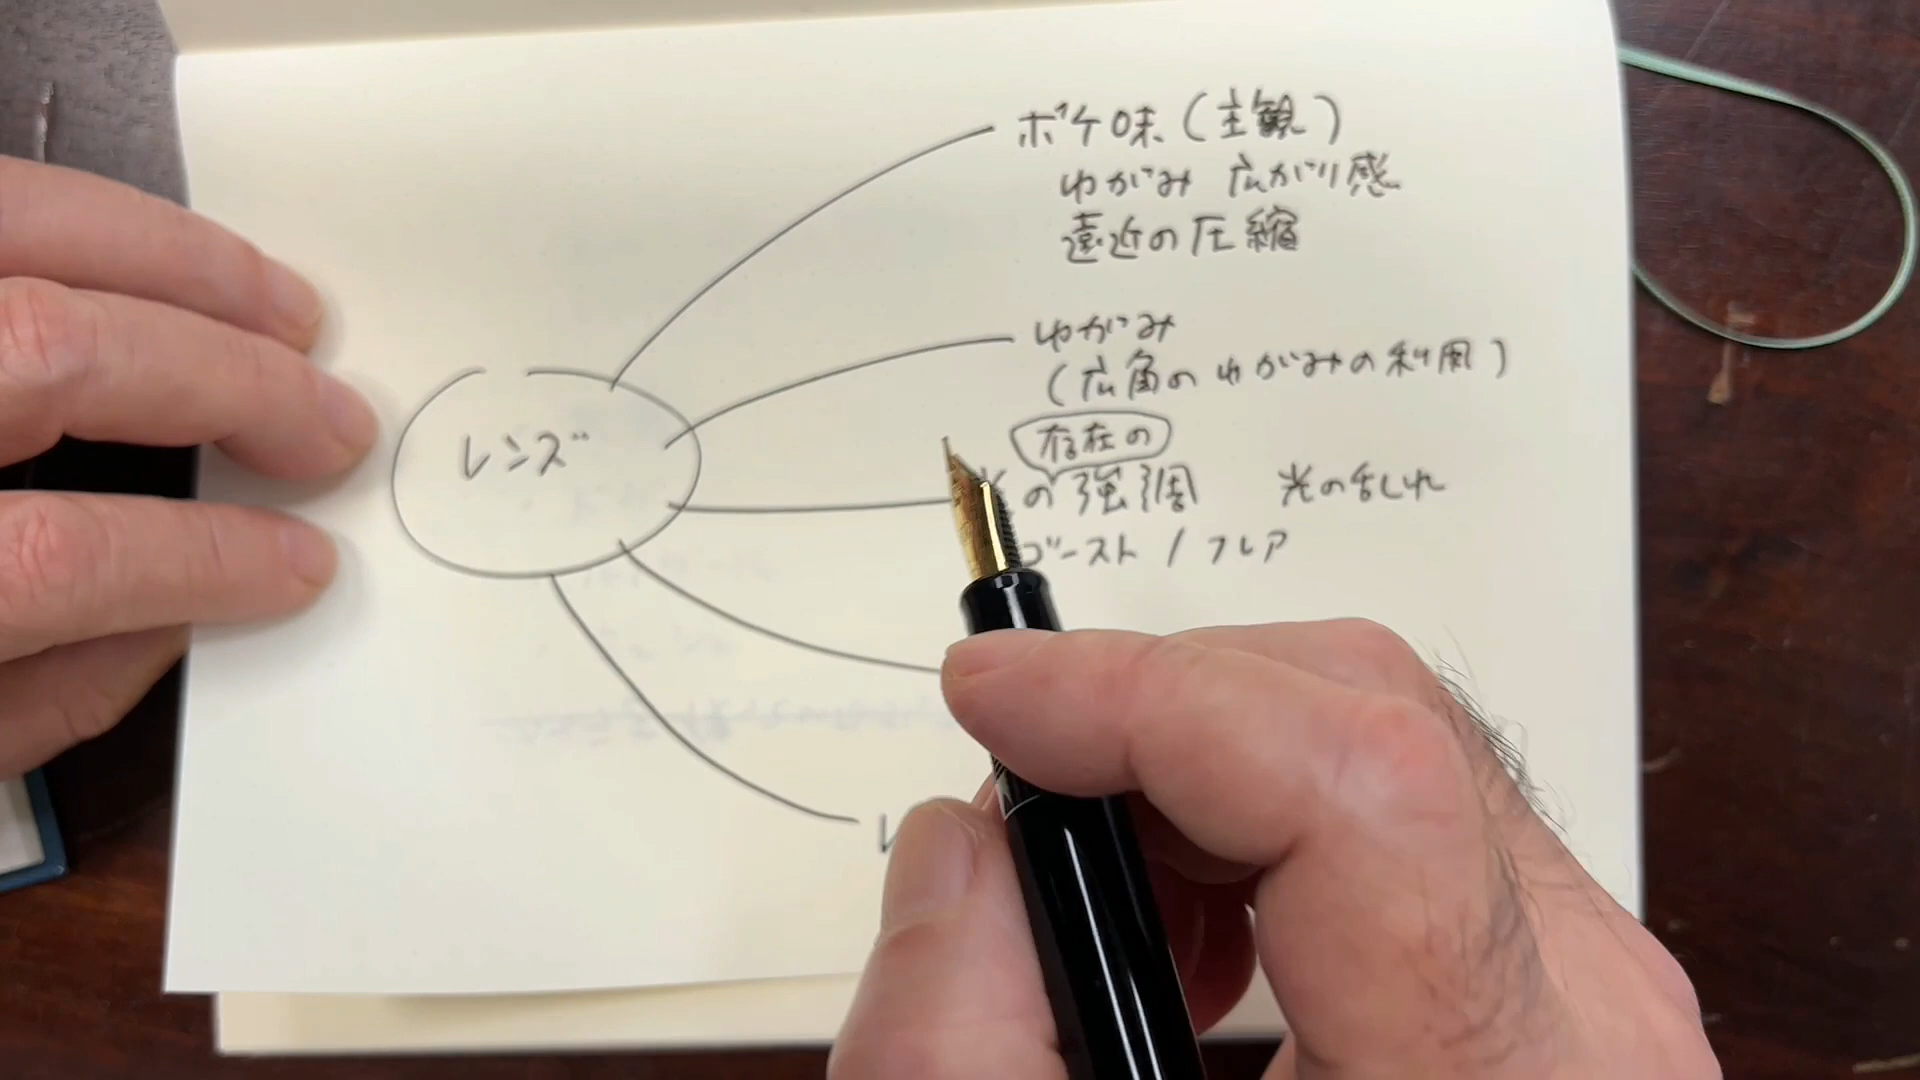 ボケ味(主観)
ゆがみ 広がり感
遠近の圧縮
ゆがみ
(広角のゆがみの利用)
レンズ
存在の
光の強調 光の乱れ
ゴースト / フレア